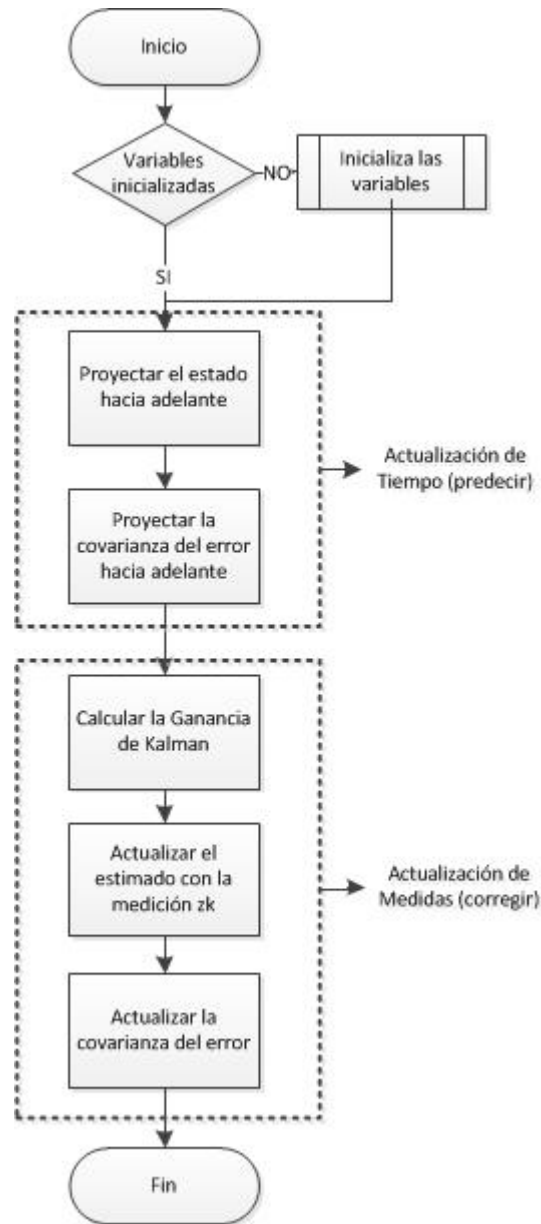 Inicio
Variables
inicializadas
NO
Inicializa las
variables
SI
Proyectar el estado
hacia adelante
Proyectar la
covarianza del error
hacia adelante
Actualización de
Tiempo (predecir)
Calcular la Ganancia
de Kalman
Actualizar el
estimado con la
medición zk
Actualización de
Medidas (corregir)
Actualizar la
covarianza del error
Fin